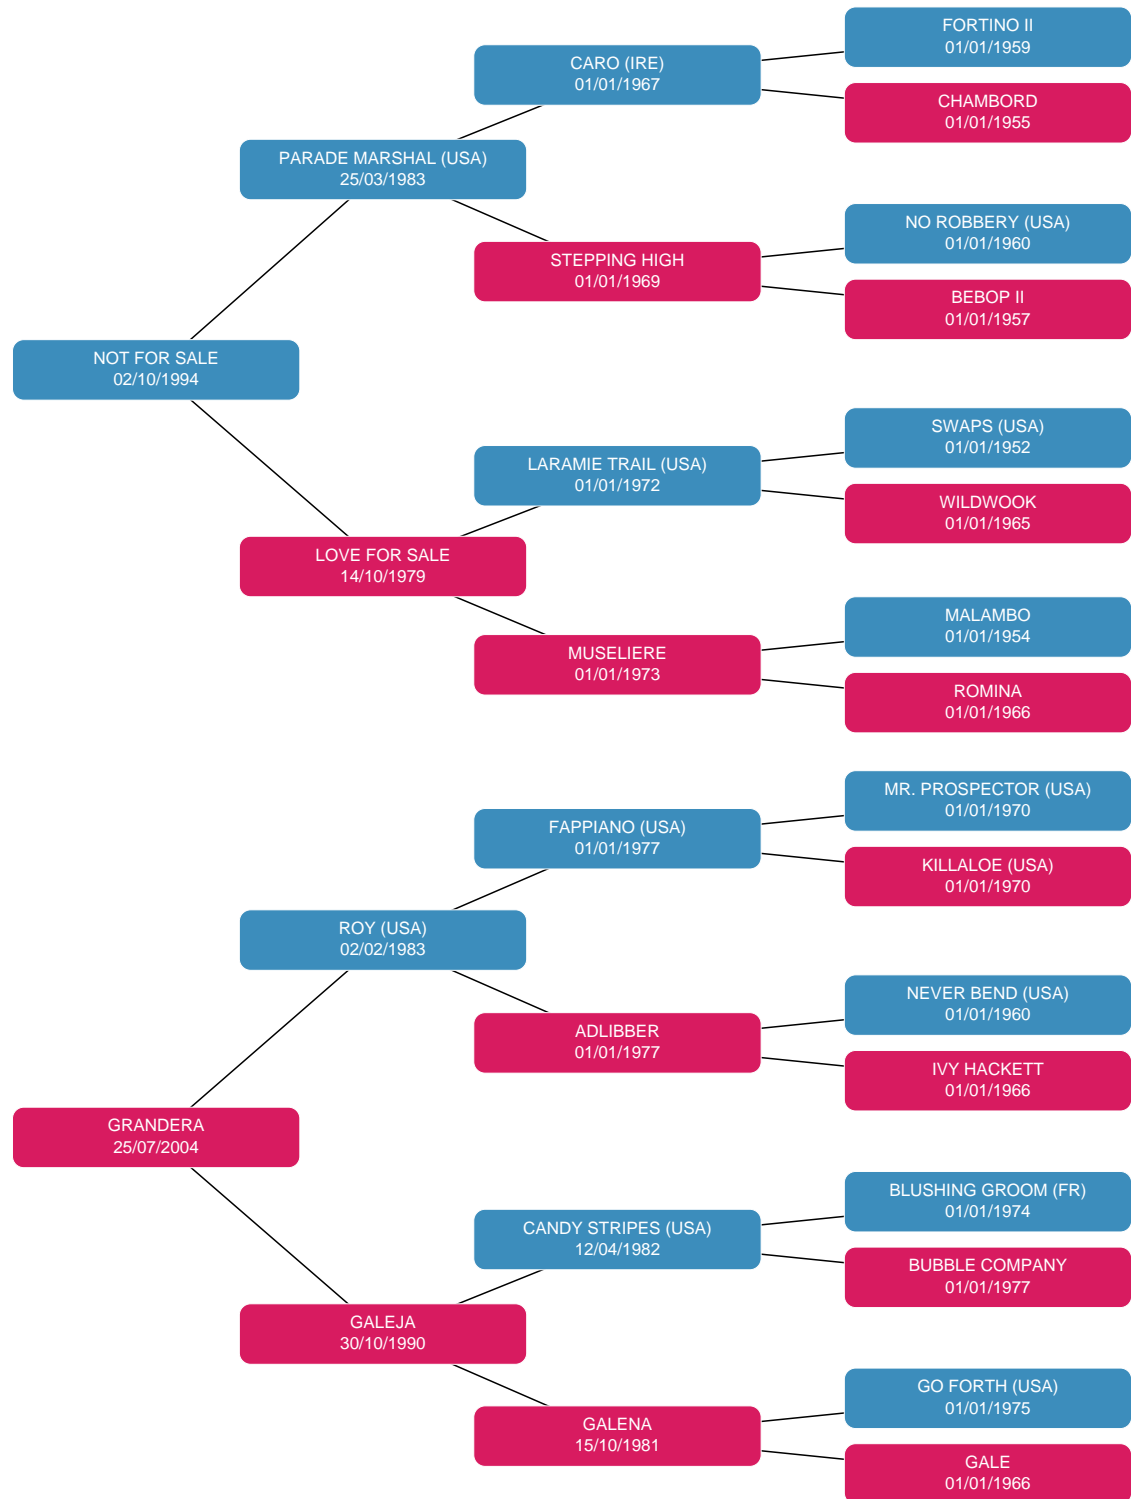 FORTINO II
01/01/1959
CARO (IRE)
01/01/1967
CHAMBORD
01/01/1955
PARADE MARSHAL (USA)
25/03/1983
NO ROBBERY (USA)
01/01/1960
STEPPING HIGH
01/01/1969
BEBOP II
01/01/1957
NOT FOR SALE
02/10/1994
SWAPS (USA)
01/01/1952
LARAMIE TRAIL (USA)
01/01/1972
WILDWOOK
01/01/1965
LOVE FOR SALE
14/10/1979
MALAMBO
01/01/1954
MUSELIERE
01/01/1973
ROMINA
01/01/1966
MR. PROSPECTOR (USA)
01/01/1970
FAPPIANO (USA)
01/01/1977
KILLALOE (USA)
01/01/1970
ROY (USA)
02/02/1983
NEVER BEND (USA)
01/01/1960
ADLIBBER
01/01/1977
IVY HACKETT
01/01/1966
GRANDERA
25/07/2004
BLUSHING GROOM (FR)
01/01/1974
CANDY STRIPES (USA)
12/04/1982
BUBBLE COMPANY
01/01/1977
GALEJA
30/10/1990
GO FORTH (USA)
01/01/1975
GALENA
15/10/1981
GALE
01/01/1966